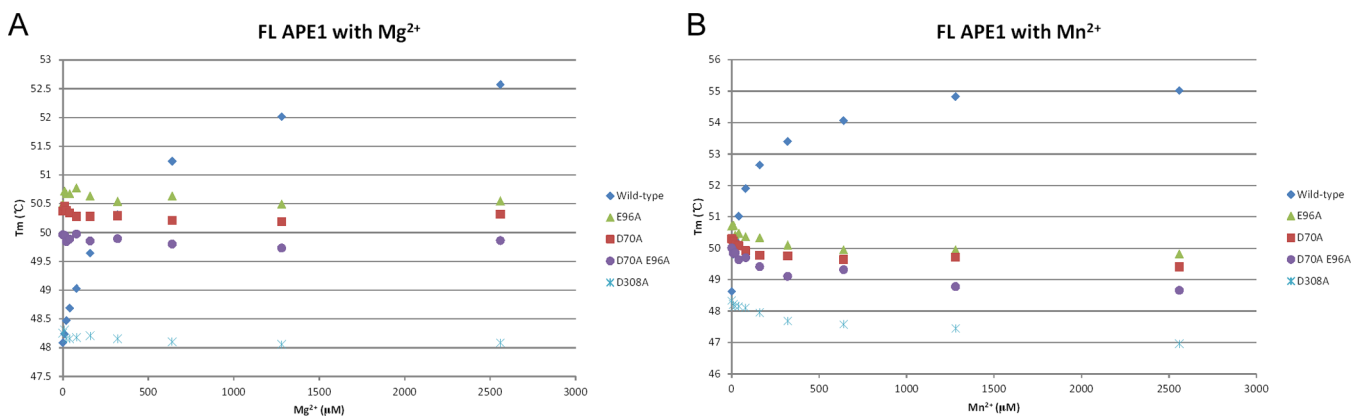 A
FL APE1 with Mg²⁺
53
52.5
52
51.5
51
50.5
50
49.5
49
48.5
48
47.5
Tm (℃)
0
500
1000
1500
2000
2500
3000
Mg²⁺ (μM)
Wild-type
E96A
D70A
D70A E96A
D308A
B
FL APE1 with Mn²⁺
56
55
54
53
52
51
50
49
48
47
46
Tm (℃)
0
500
1000
1500
2000
2500
3000
Mn²⁺ (μM)
Wild-type
E96A
D70A
D70A E96A
D308A